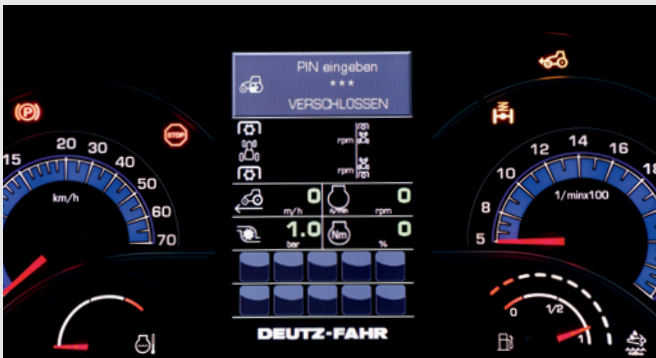 PIN eingeben
***
VERSCHLOSSEN
(P)
STOP
15 20 30 40 50 60 70
km/h
rpm
rpm
0 m/h
0 rpm
1.0 bar
Nm 0 %
5 8 10 12 14 16 18
1/minx100
0 1/2 1
DEUTZ-FAHR